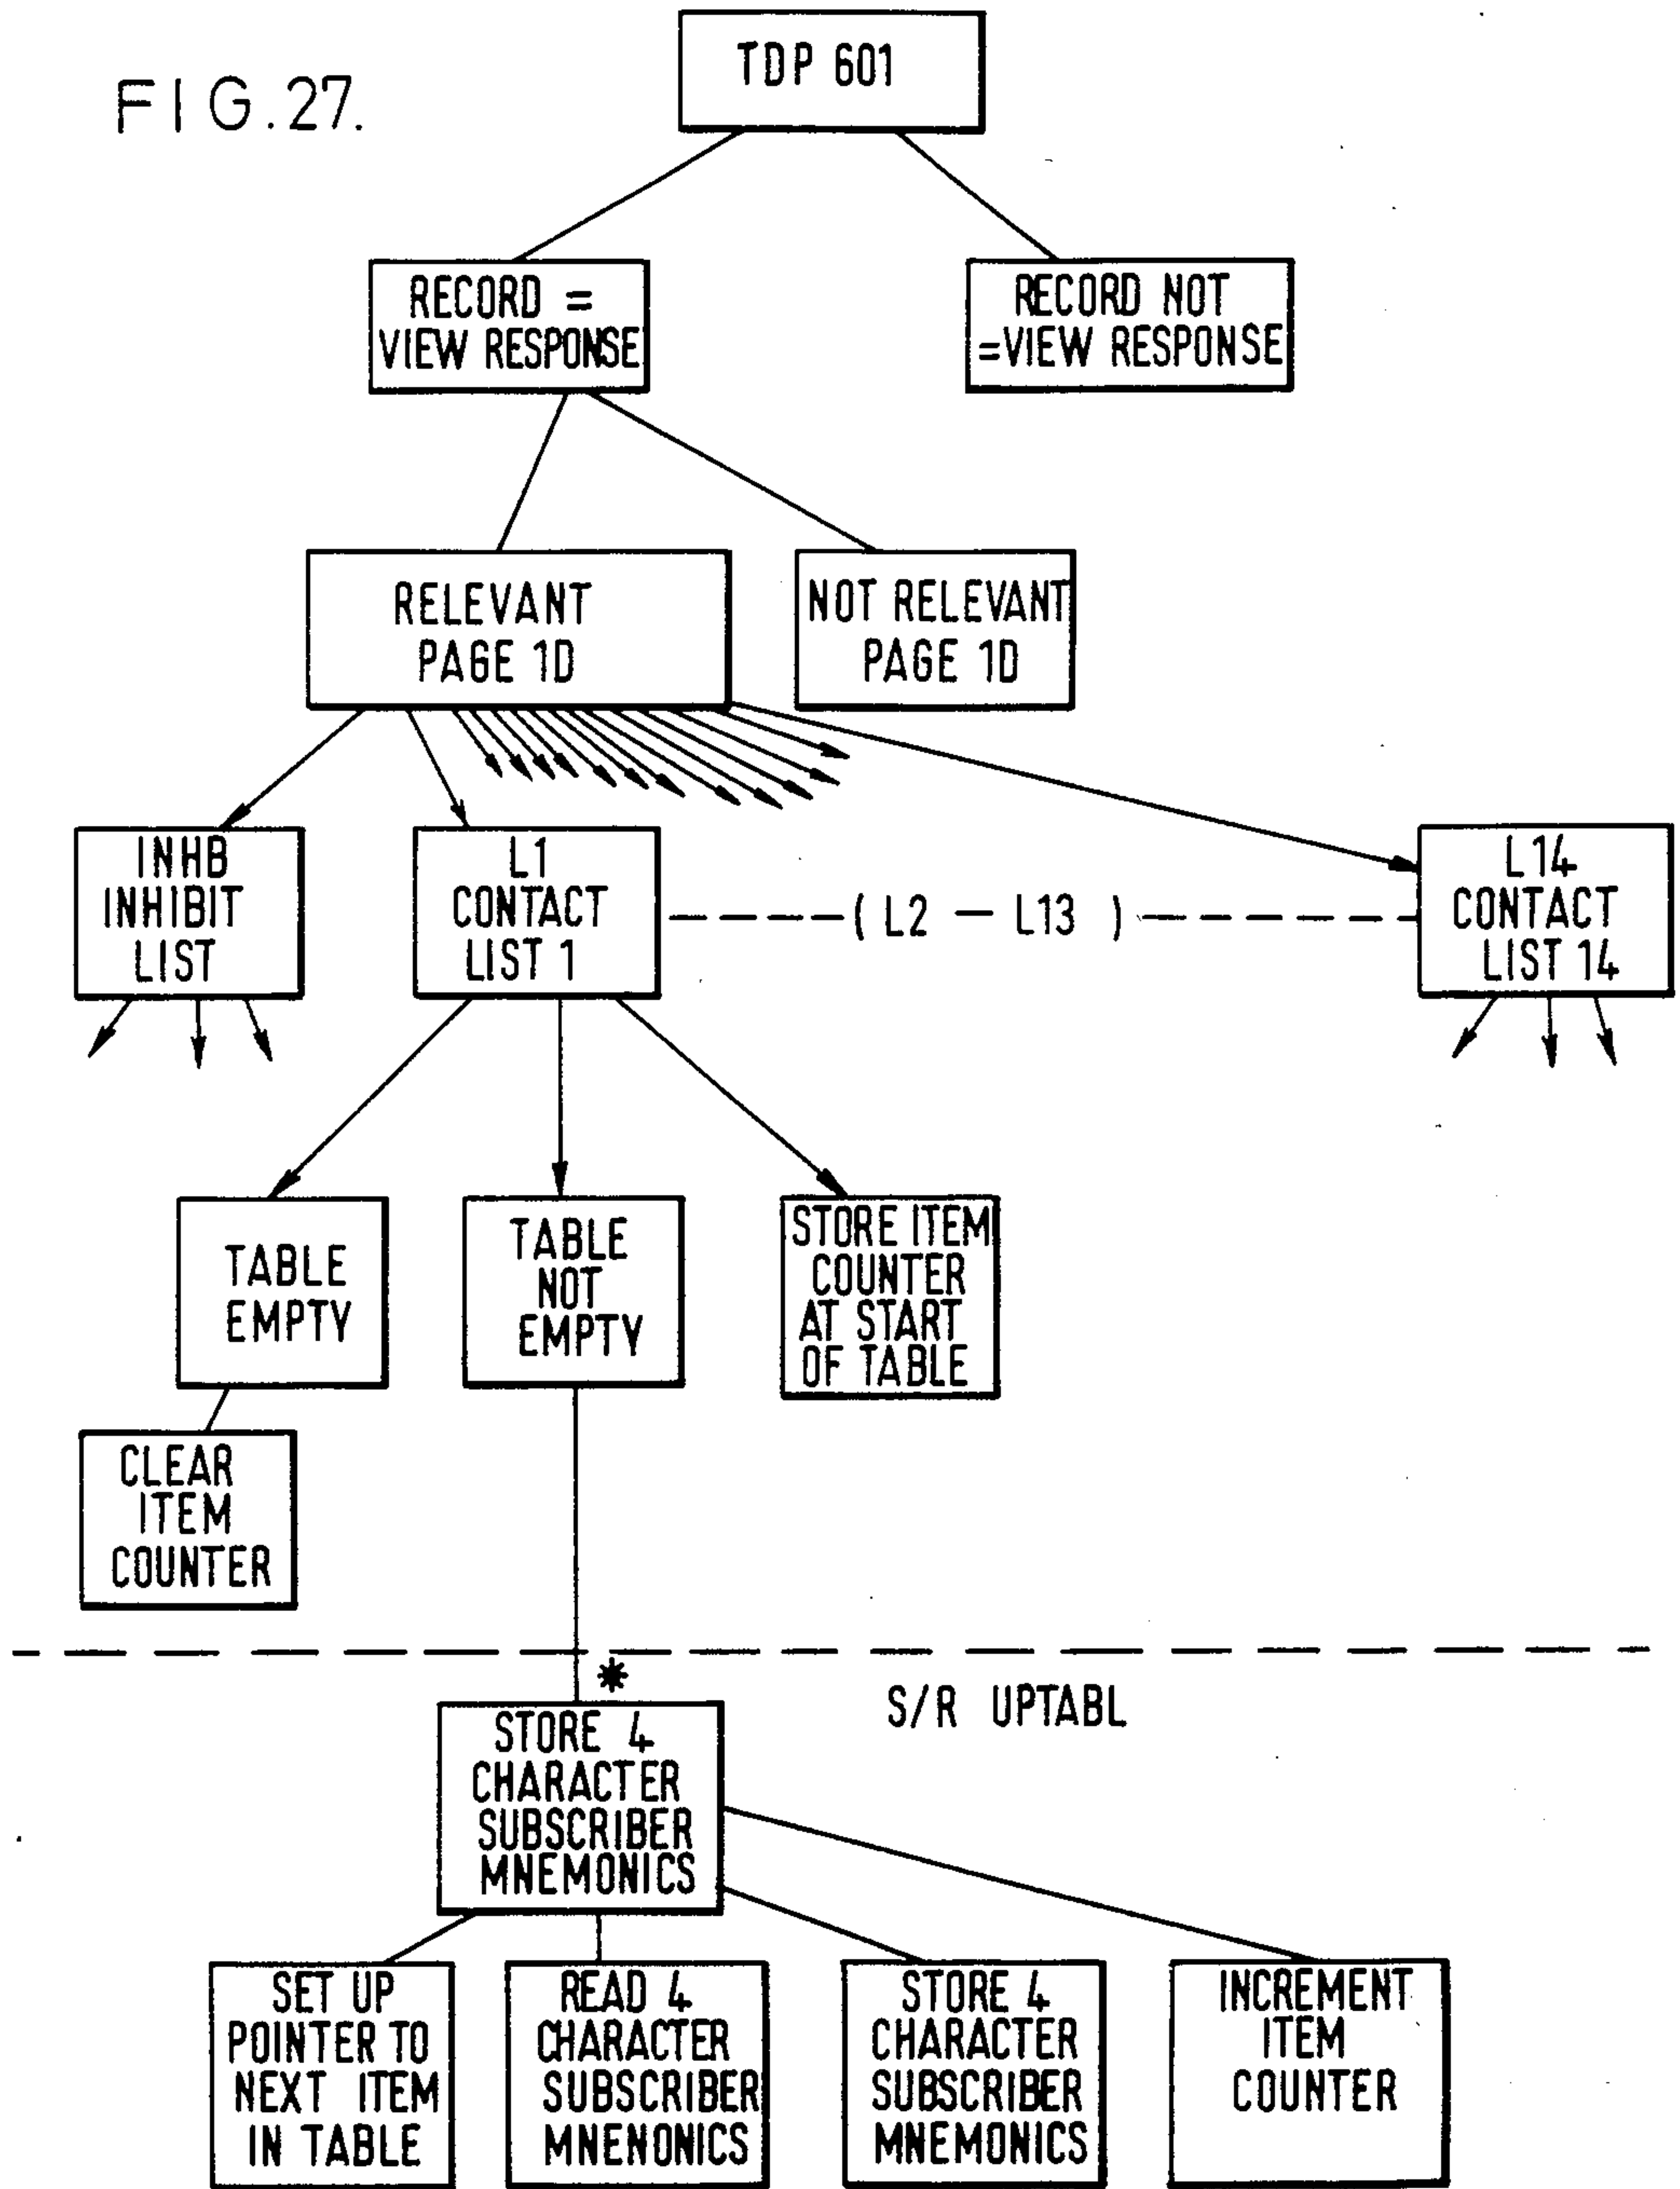 FIG.27.
TDP 601
RECORD =
VIEW RESPONSE
RECORD NOT
=VIEW RESPONSE
RELEVANT
PAGE 1D
NOT RELEVANT
PAGE 1D
INHB
INHIBIT
LIST
L1
CONTACT
LIST 1
( L2 — L13 )
L14
CONTACT
LIST 14
TABLE
EMPTY
TABLE
NOT
EMPTY
STORE ITEM
COUNTER
AT START
OF TABLE
CLEAR
ITEM
COUNTER
*
S/R UPTABL
STORE 4
CHARACTER
SUBSCRIBER
MNEMONICS
SET UP
POINTER TO
NEXT ITEM
IN TABLE
READ 4
CHARACTER
SUBSCRIBER
MNENONICS
STORE 4
CHARACTER
SUBSCRIBER
MNEMONICS
INCREMENT
ITEM
COUNTER